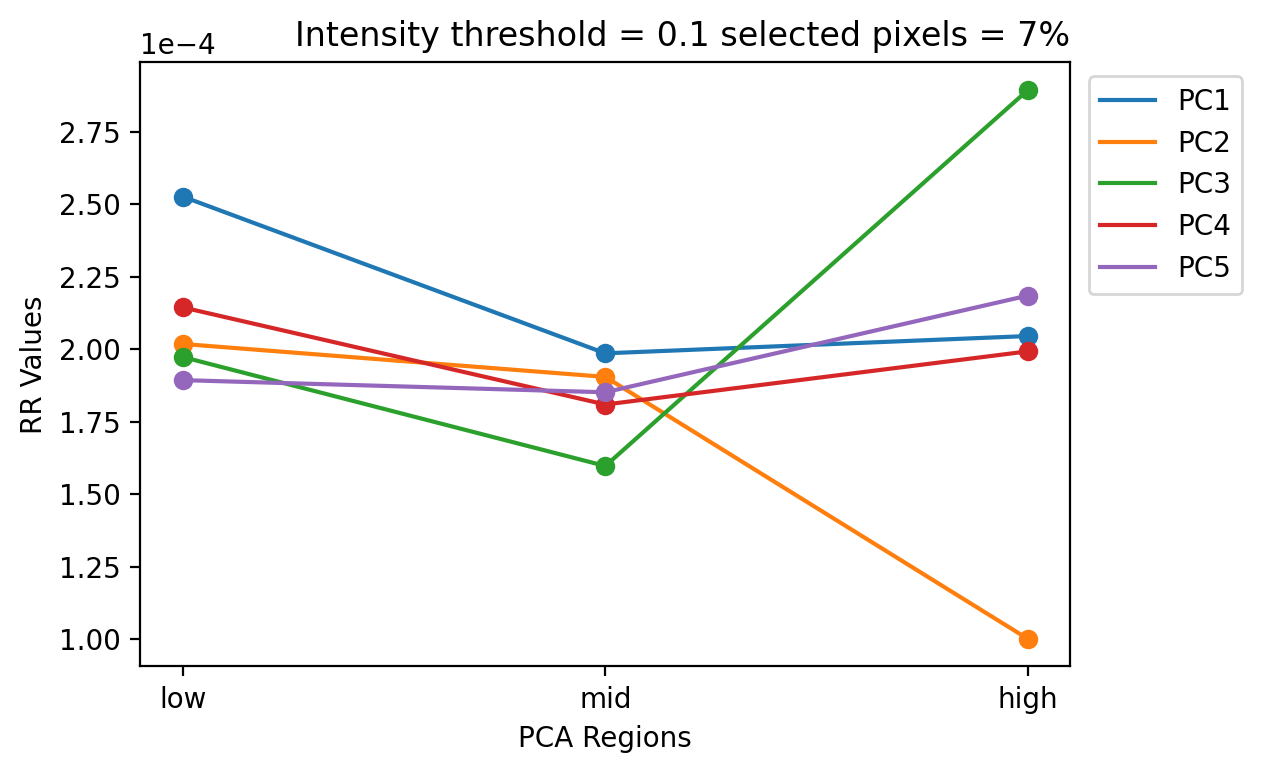 Intensity threshold = 0.1 selected pixels = 7%
1e−4
2.75
2.50
2.25
2.00
1.75
1.50
1.25
1.00
RR Values
low mid high
PCA Regions
PC1
PC2
PC3
PC4
PC5